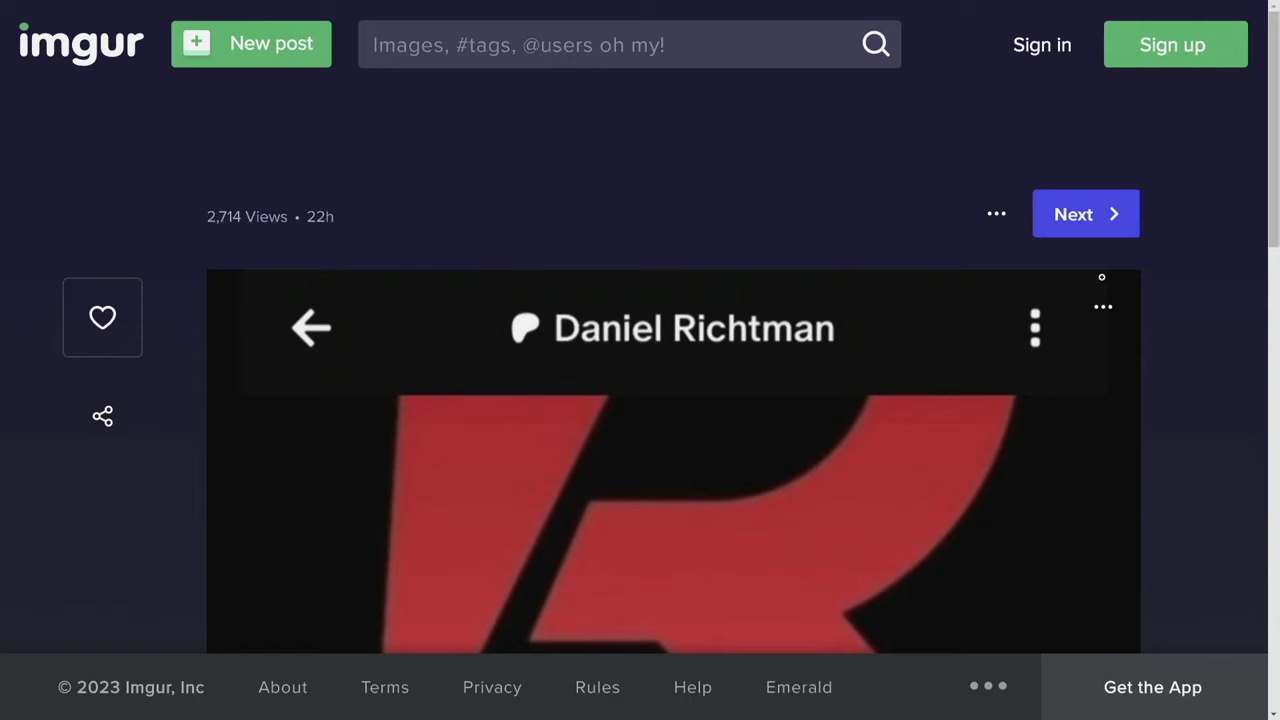 imgur
New post
Images, #tags, @users oh my!
Sign in
Sign up
2,714 Views • 22h
Next
Daniel Richtman
© 2023 Imgur, Inc
About
Terms
Privacy
Rules
Help
Emerald
Get the App